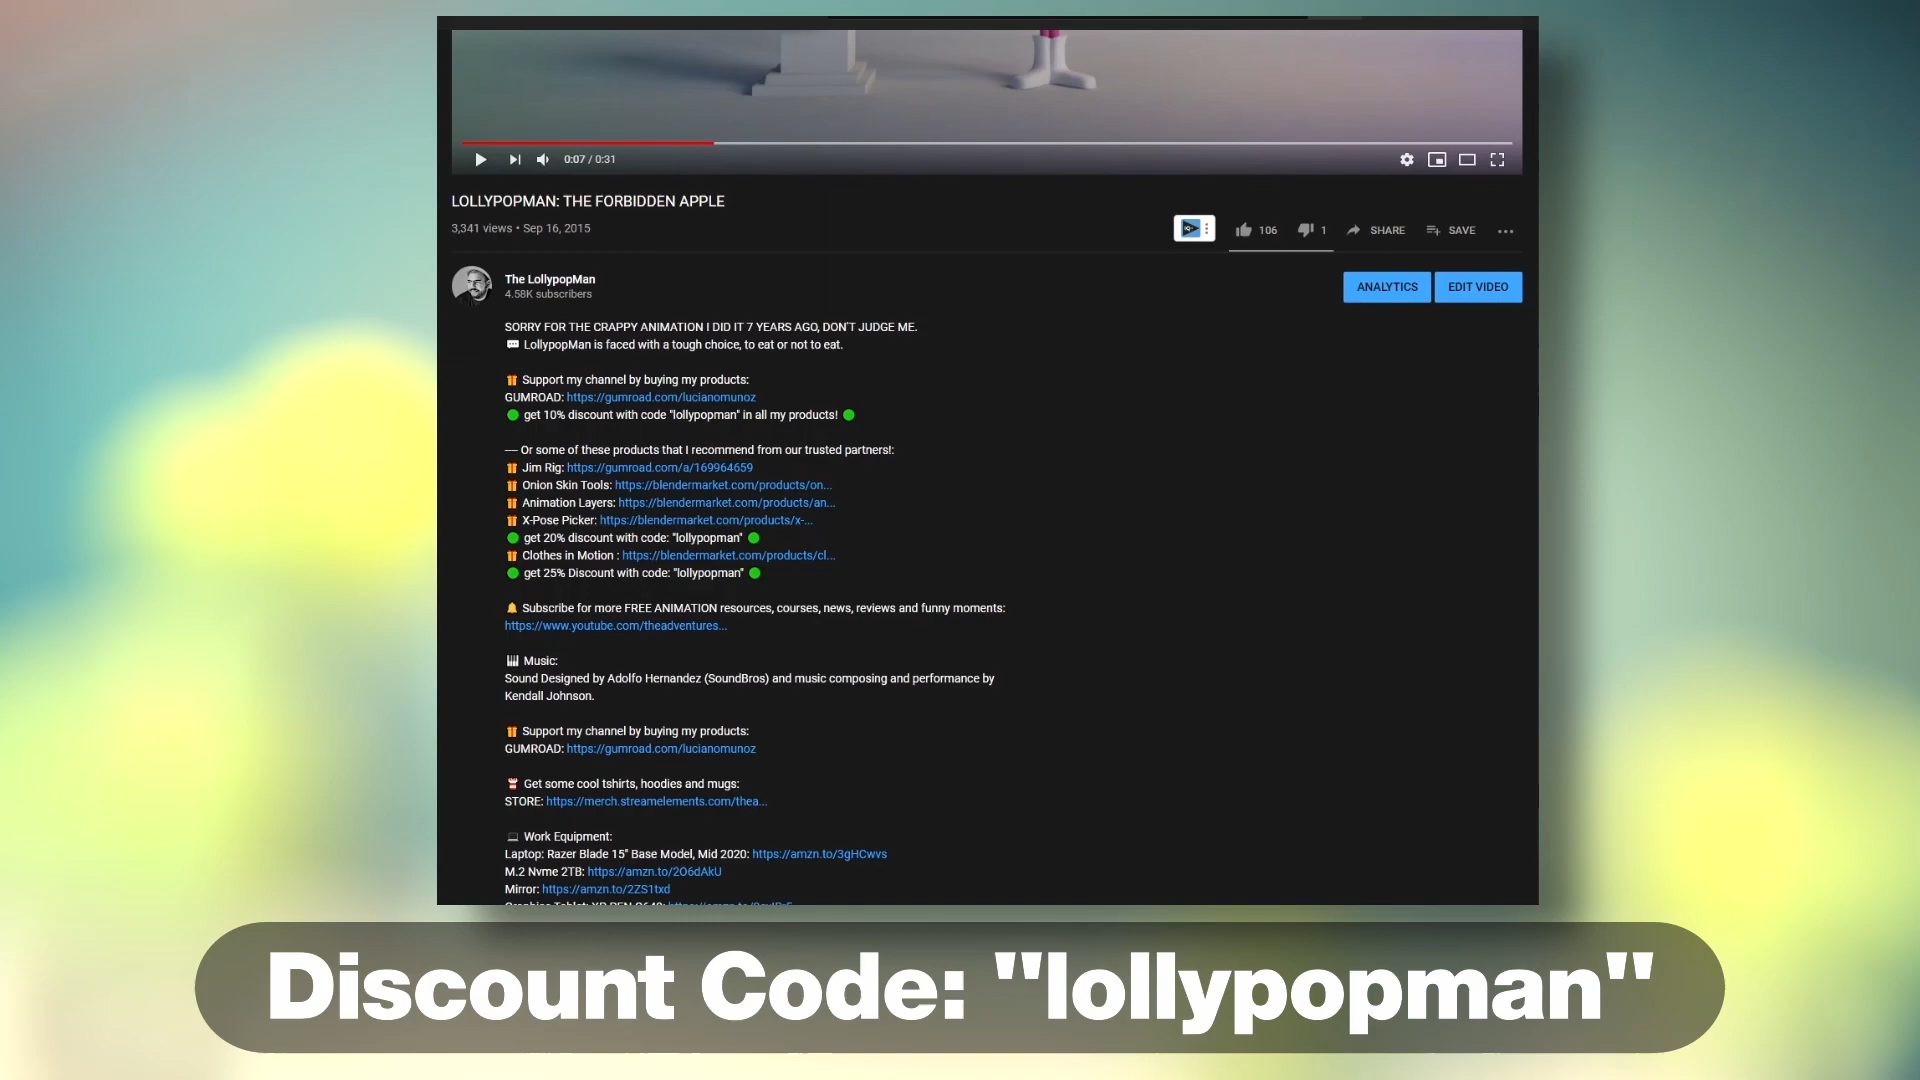 0:07 / 0:31
LOLLYPOPMAN: THE FORBIDDEN APPLE
3,341 views • Sep 16, 2015
106
1
SHARE
SAVE
The LollypopMan
4.58K subscribers
ANALYTICS
EDIT VIDEO
SORRY FOR THE CRAPPY ANIMATION I DID IT 7 YEARS AGO, DON'T JUDGE ME.
💬 LollypopMan is faced with a tough choice, to eat or not to eat.
🎁 Support my channel by buying my products:
GUMROAD: https://gumroad.com/lucianomunoz
🟢 get 10% discount with code "lollypopman" in all my products! 🟢
— Or some of these products that I recommend from our trusted partners!:
🎁 Jim Rig: https://gumroad.com/a/169964659
🎁 Onion Skin Tools: https://blendermarket.com/products/on...
🎁 Animation Layers: https://blendermarket.com/products/an...
🎁 X-Pose Picker: https://blendermarket.com/products/x-...
🟢 get 20% discount with code: "lollypopman" 🟢
🎁 Clothes in Motion : https://blendermarket.com/products/cl...
🟢 get 25% Discount with code: "lollypopman" 🟢
🔔 Subscribe for more FREE ANIMATION resources, courses, news, reviews and funny moments:
https://www.youtube.com/theadventures...
🎹 Music:
Sound Designed by Adolfo Hernandez (SoundBros) and music composing and performance by
Kendall Johnson.
🎁 Support my channel by buying my products:
GUMROAD: https://gumroad.com/lucianomunoz
Get some cool tshirts, hoodies and mugs:
STORE: https://merch.streamelements.com/thea...
💻 Work Equipment:
Laptop: Razer Blade 15" Base Model, Mid 2020: https://amzn.to/3gHCwvs
M.2 Nvme 2TB: https://amzn.to/2O6dAkU
Mirror: https://amzn.to/2ZS1txd
Discount Code: "lollypopman"